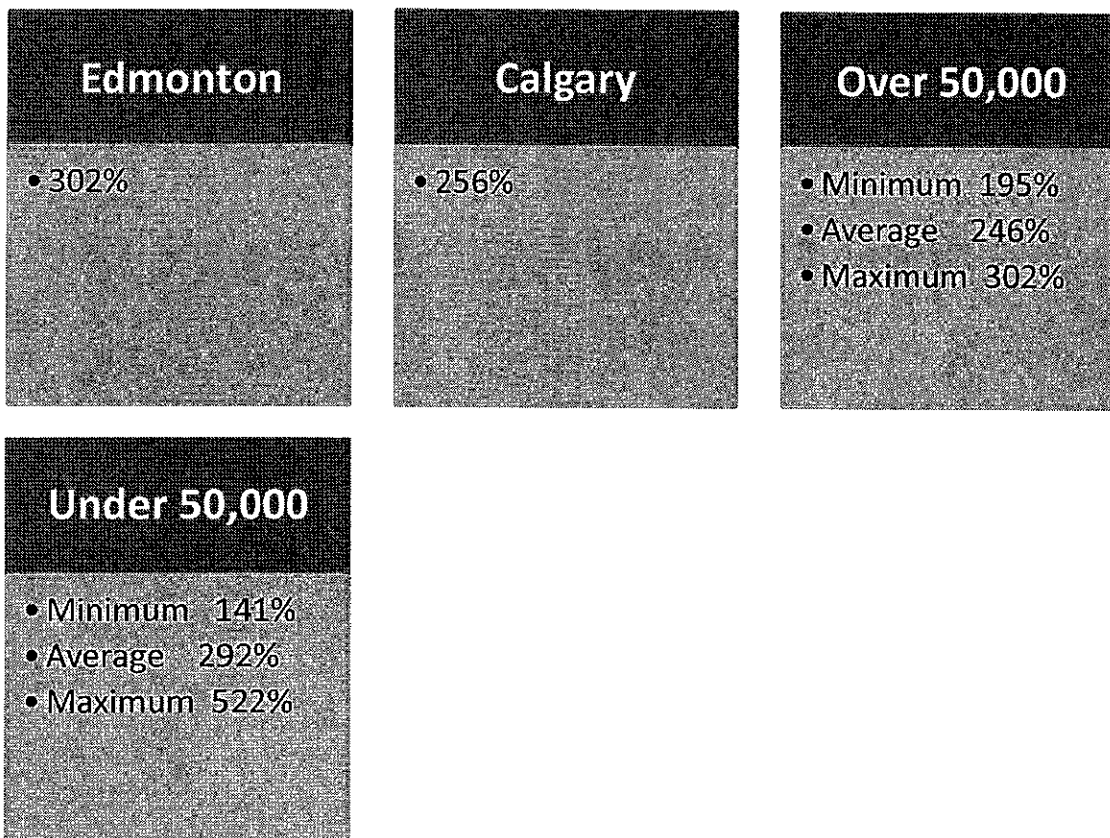 Edmonton
• 302%
Calgary
• 256%
Over 50,000
• Minimum 195%
• Average 246%
• Maximum 302%
Under 50,000
• Minimum 141%
• Average 292%
• Maximum 522%